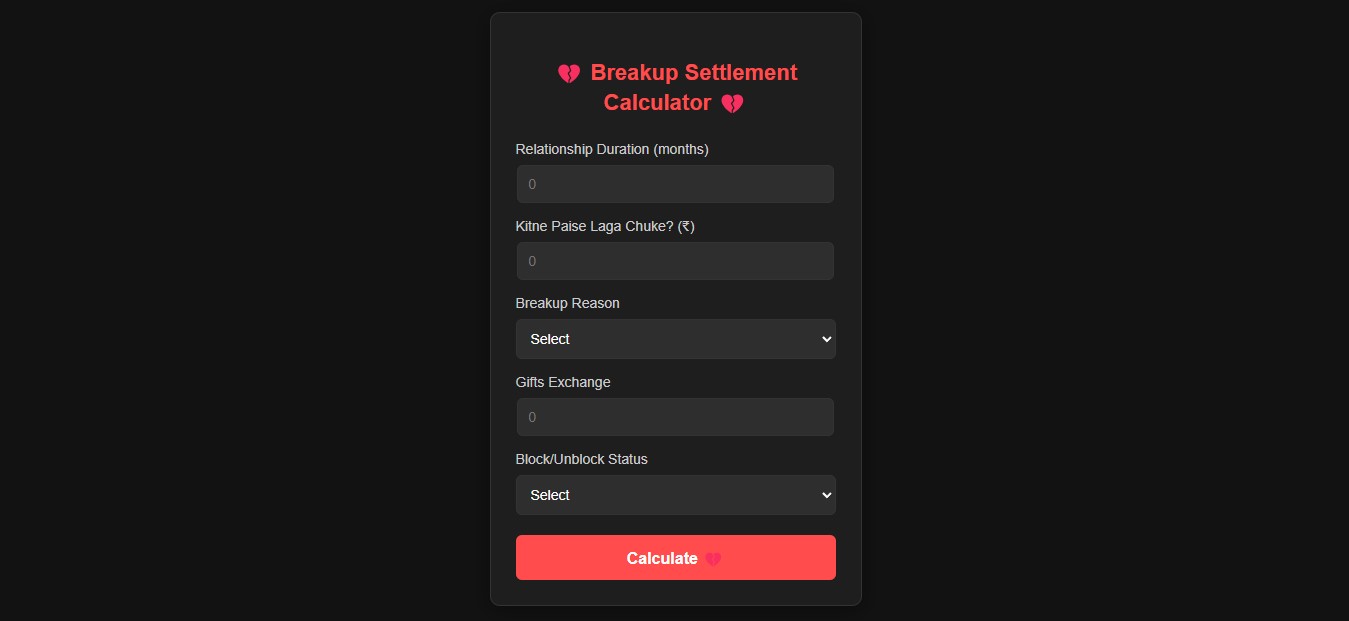 💔 Breakup Settlement
Calculator 💔
Relationship Duration (months)
0
Kitne Paise Laga Chuke? (₹)
0
Breakup Reason
Select
Gifts Exchange
0
Block/Unblock Status
Select
Calculate 💔